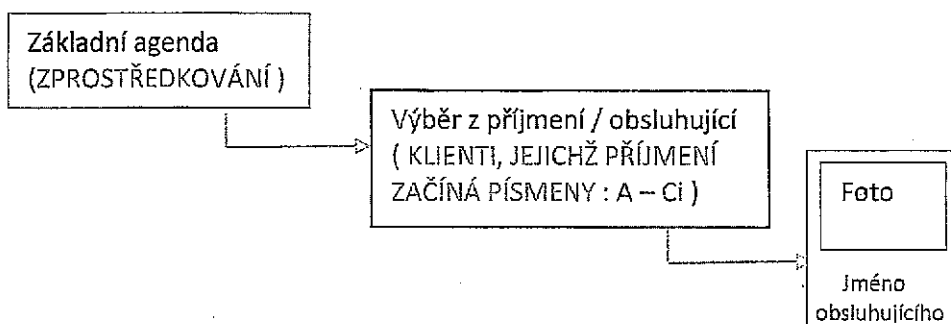 Základní agenda
(ZPROSTŘEDKOVÁNÍ )
Výběr z příjmení / obsluhující
( KLIENTI, JEJICHŽ PŘÍJMENÍ
ZAČÍNÁ PÍSMENY : A – Ci )
Foto
Jméno
obsluhujícího